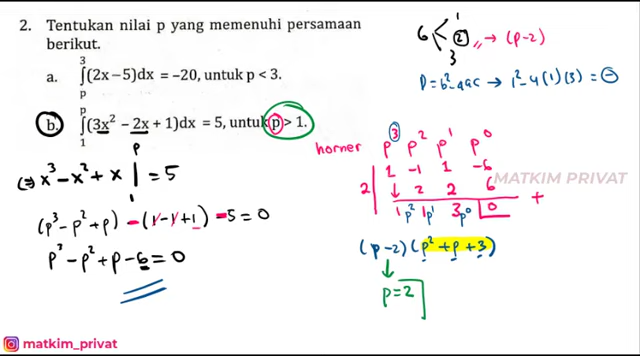 2. Tentukan nilai p yang memenuhi persamaan
berikut.
a. ∫ₚ³(2x−5)dx = −20, untuk p < 3.
b. ∫₁ᵖ(3x² − 2x + 1)dx = 5, untuk p > 1.
(=) x³ − x² + x |₁ᵖ = 5
(p³ − p² + p) − (1 − 1 + 1) − 5 = 0
p³ − p² + p − 6 = 0
6 < 1
2 → (p−2)
3
D = b² − 4ac → 1² − 4(1)(3) = ⊖
horner p³ p² p¹ p⁰
1 −1 1 −6
2 ↓ 2 2 6 +
1p² 1p¹ 3p⁰ 0
(p−2)(p² + p + 3)
↓
p = 2
MATKIM PRIVAT
matkim_privat